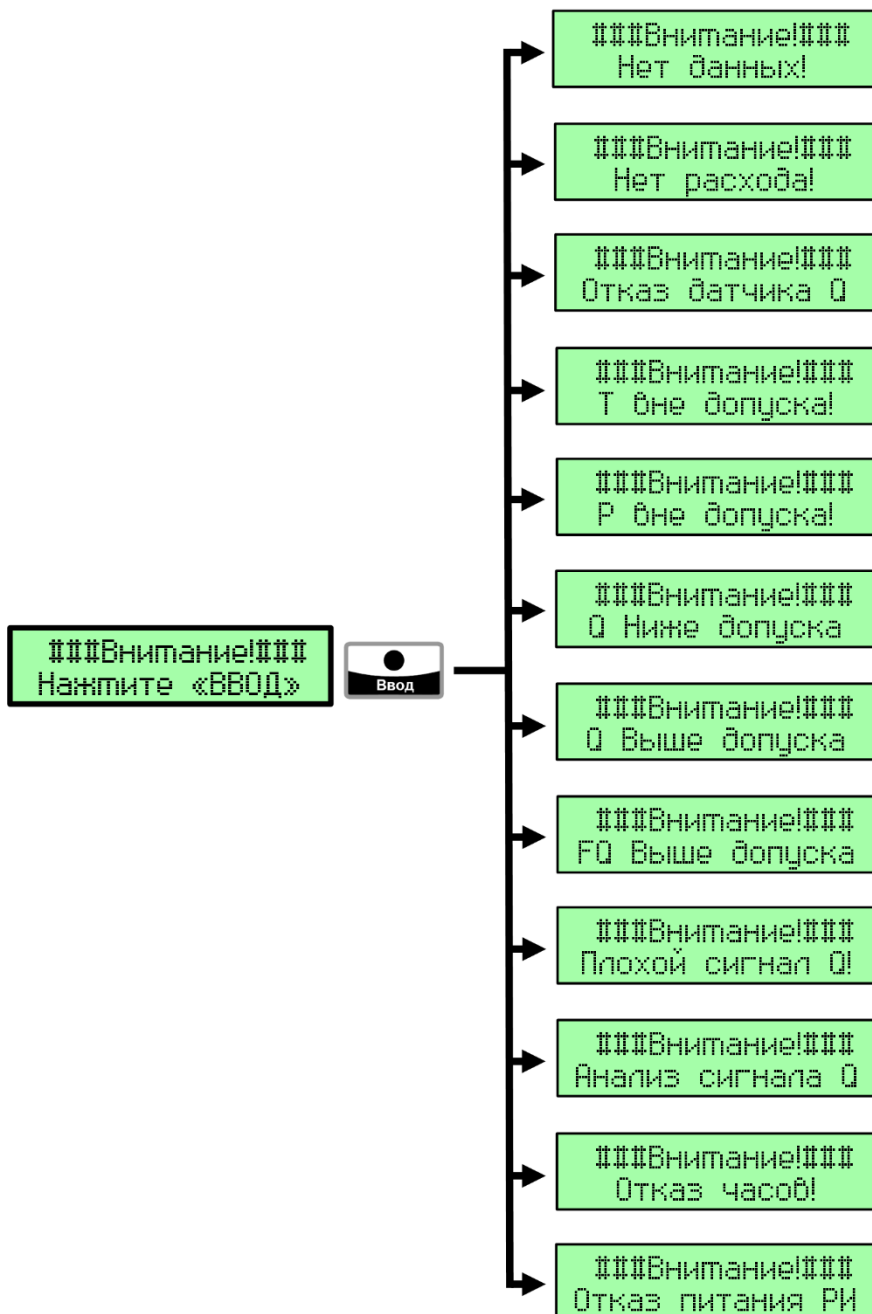 ###Внимание!###
Нажмите «ВВОД»
Ввод
###Внимание!###
Нет данных!
###Внимание!###
Нет расхода!
###Внимание!###
Отказ датчика Q
###Внимание!###
Т вне допуска!
###Внимание!###
Р вне допуска!
###Внимание!###
Q Ниже допуска
###Внимание!###
Q Выше допуска
###Внимание!###
FQ Выше допуска
###Внимание!###
Плохой сигнал Q!
###Внимание!###
Анализ сигнала Q
###Внимание!###
Отказ часов!
###Внимание!###
Отказ питания РИ